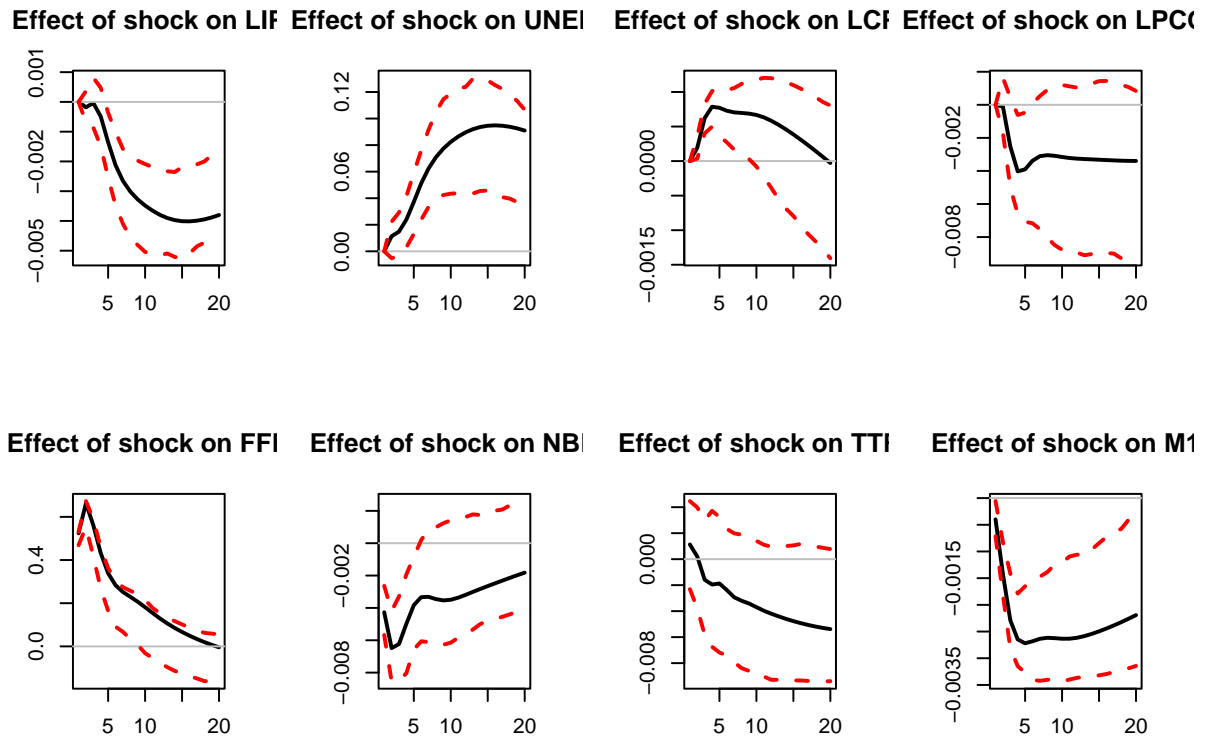 Effect of shock on LIF
Effect of shock on UNEI
Effect of shock on LCF
Effect of shock on LPCC
0.001
−0.002
−0.005
5 10 20
0.12
0.06
0.00
5 10 20
0.0000
−0.0015
5 10 20
−0.002
−0.008
5 10 20
Effect of shock on FFI
Effect of shock on NBI
Effect of shock on TTF
Effect of shock on M1
0.4
0.0
5 10 20
−0.002
−0.008
5 10 20
0.000
−0.008
5 10 20
−0.0015
−0.0035
5 10 20